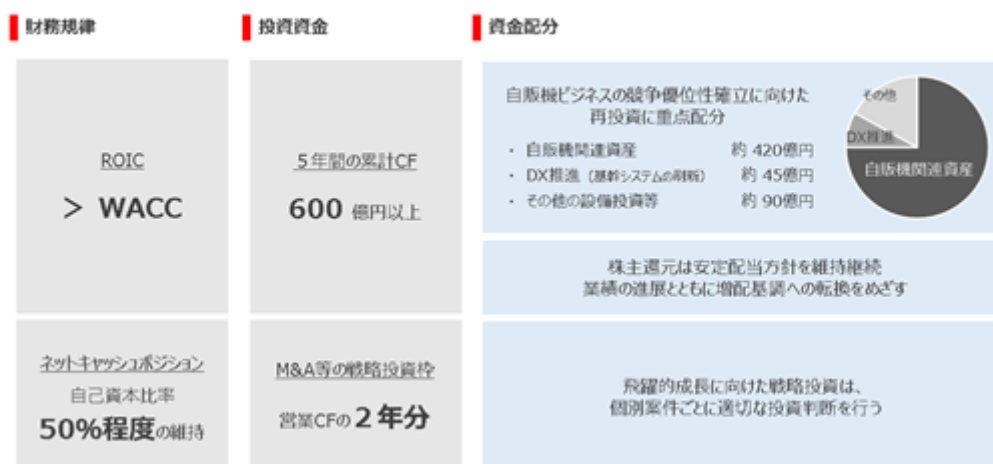 財務規律
投資資金
資金配分
ROIC
> WACC
ネットキャッシュポジション
自己資本比率
50%程度の維持
5年間の累計CF
600 億円以上
M&A等の戦略投資枠
営業CFの2年分
自販機ビジネスの競争優位性確立に向けた
再投資に重点配分
・ 自販機関連資産 約 420億円
・ DX推進（基幹システムの刷新） 約 45億円
・ その他の設備投資等 約 90億円
その他
DX推進
自販機関連資産
株主還元は安定配当方針を維持継続
業績の進展とともに増配基調への転換をめざす
飛躍的成長に向けた戦略投資は、
個別案件ごとに適切な投資判断を行う